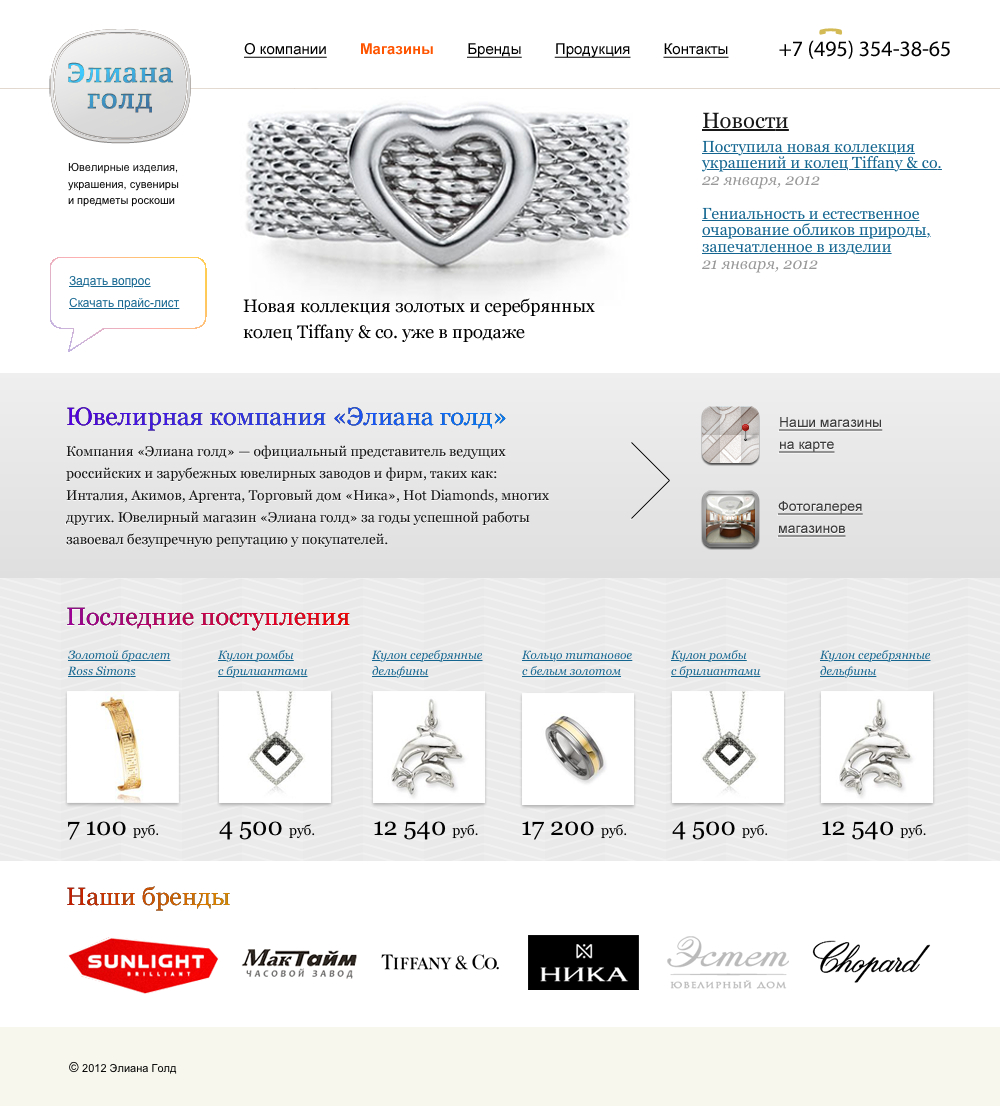 Элиана
голд
О компании
Магазины
Бренды
Продукция
Контакты
+7 (495) 354-38-65
Ювелирные изделия,
украшения, сувениры
и предметы роскоши
Задать вопрос
Скачать прайс-лист
Новая коллекция золотых и серебрянных
колец Tiffany & co. уже в продаже
Новости
Поступила новая коллекция
украшений и колец Tiffany & co.
22 января, 2012
Гениальность и естественное
очарование обликов природы,
запечатленное в изделии
21 января, 2012
Ювелирная компания «Элиана голд»
Компания «Элиана голд» — официальный представитель ведущих
российских и зарубежных ювелирных заводов и фирм, таких как:
Инталия, Акимов, Аргента, Торговый дом «Ника», Hot Diamonds, многих
других. Ювелирный магазин «Элиана голд» за годы успешной работы
завоевал безупречную репутацию у покупателей.
Наши магазины
на карте
Фотогалерея
магазинов
Последние поступления
Золотой браслет
Ross Simons
Кулон ромбы
с брилиантами
Кулон серебрянные
дельфины
Кольцо титановое
с белым золотом
Кулон ромбы
с брилиантами
Кулон серебрянные
дельфины
7 100 руб.
4 500 руб.
12 540 руб.
17 200 руб.
4 500 руб.
12 540 руб.
Наши бренды
SUNLIGHT
BRILLIANT
МакТайм
ЧАСОВОЙ ЗАВОД
TIFFANY & CO.
НИКА
Эстет
ЮВЕЛИРНЫЙ ДОМ
Chopard
© 2012 Элиана Голд